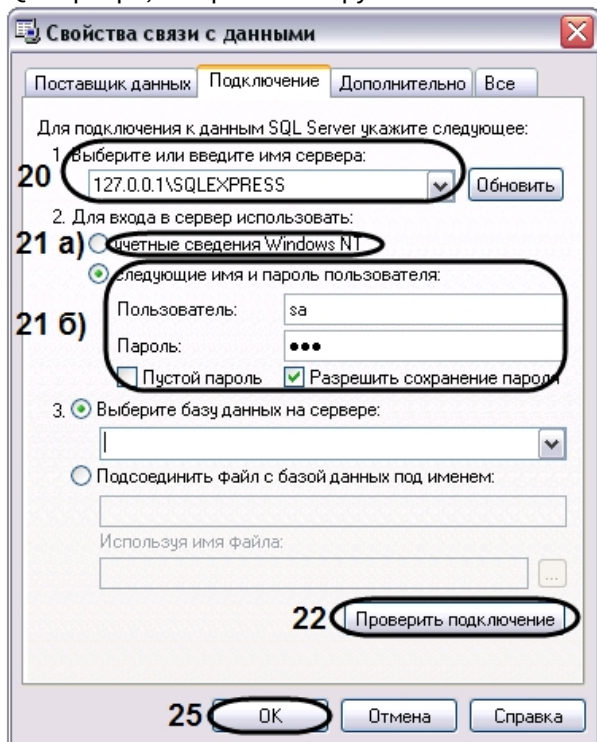 Свойства связи с данными
Поставщик данных Подключение Дополнительно Все
Для подключения к данным SQL Server укажите следующее:
1. Выберите или введите имя сервера:
20 127.0.0.1\SQLEXPRESS Обновить
2. Для входа в сервер использовать:
21 а) учетные сведения Windows NT
следующие имя и пароль пользователя:
21 б) Пользователь: sa
Пароль: •••
Пустой пароль Разрешить сохранение пароля
3. Выберите базу данных на сервере:
Подсоединить файл с базой данных под именем:
Используя имя файла:
...
22 Проверить подключение
25 OK Отмена Справка